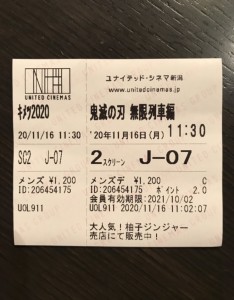 UNITED CINEMAS
キメツ2020
20/11/16 11:30
SC2 J-07
メンズ ¥1,200
ID:206454175
UOL911
ユナイテッド・シネマ新潟
www.unitedcinemas.jp
鬼滅の刃 無限列車編
'20年11月16日(月) 11:30
2スクリーン J-07
メンズデ ¥1,200 C
ID:206454175 ポイント 2.0
会員有効期限:2021/10/02
UOL911 2020/11/16 11:02:07
大人気！柚子ジンジャー
売店にて販売中！